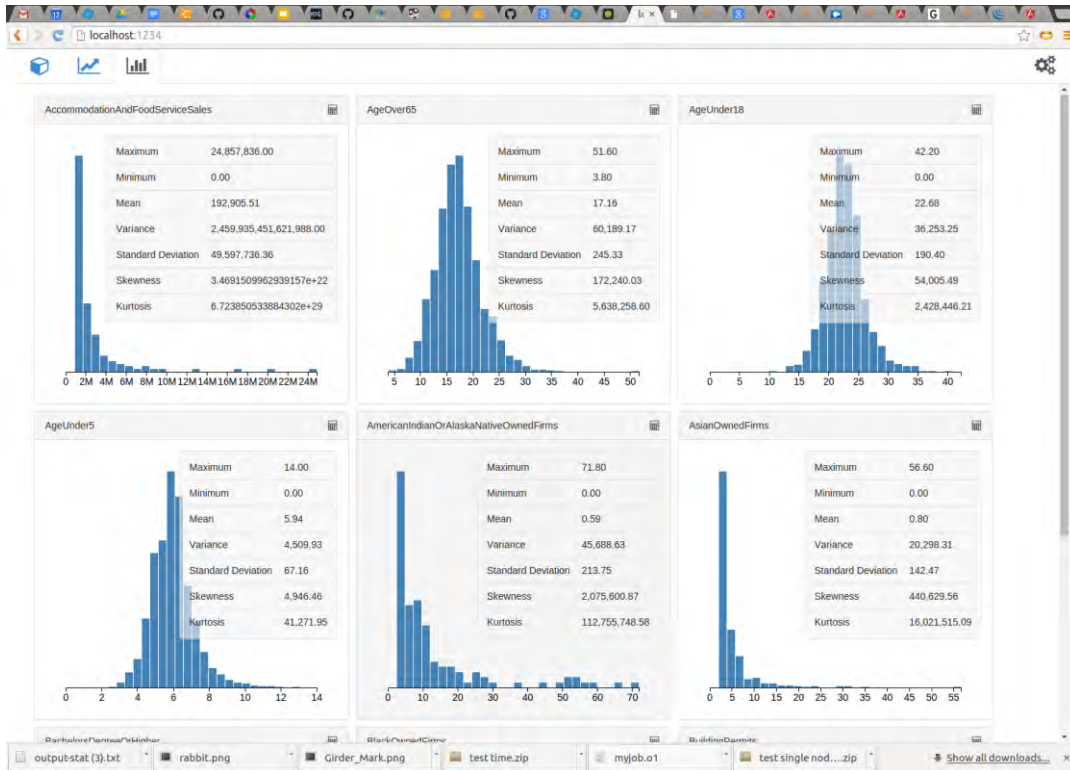 localhost:1234
AccommodationAndFoodServiceSales
Maximum 24,857,836.00
Minimum 0.00
Mean 192,905.51
Variance 2,459,935,451,621,988.00
Standard Deviation 49,597,736.36
Skewness 3.4691509962939157e+22
Kurtosis 6.723850533884302e+29
0 2M 4M 6M 8M 10M 12M 14M 16M 18M 20M 22M 24M
AgeOver65
Maximum 51.60
Minimum 3.80
Mean 17.16
Variance 60,189.17
Standard Deviation 245.33
Skewness 172,240.03
Kurtosis 5,638,258.60
5 10 15 20 25 30 35 40 45 50
AgeUnder18
Maximum 42.20
Minimum 0.00
Mean 22.68
Variance 36,253.25
Standard Deviation 190.40
Skewness 54,005.49
Kurtosis 2,428,446.21
0 5 10 15 20 25 30 35 40
AgeUnder5
Maximum 14.00
Minimum 0.00
Mean 5.94
Variance 4,509.93
Standard Deviation 67.16
Skewness 4,946.46
Kurtosis 41,271.95
0 2 4 6 8 10 12 14
AmericanIndianOrAlaskaNativeOwnedFirms
Maximum 71.80
Minimum 0.00
Mean 0.59
Variance 45,688.63
Standard Deviation 213.75
Skewness 2,075,600.87
Kurtosis 112,755,748.58
0 10 20 30 40 50 60 70
AsianOwnedFirms
Maximum 56.60
Minimum 0.00
Mean 0.80
Variance 20,298.31
Standard Deviation 142.47
Skewness 440,629.56
Kurtosis 16,021,515.09
0 5 10 15 20 25 30 35 40 45 50 55
BachelorsDegreeOrHigher
BlackOwnedFirms
BuildingPermits
output-stat (3).txt
rabbit.png
Girder_Mark.png
test time.zip
myjob.o1
test single nod....zip
Show all downloads...